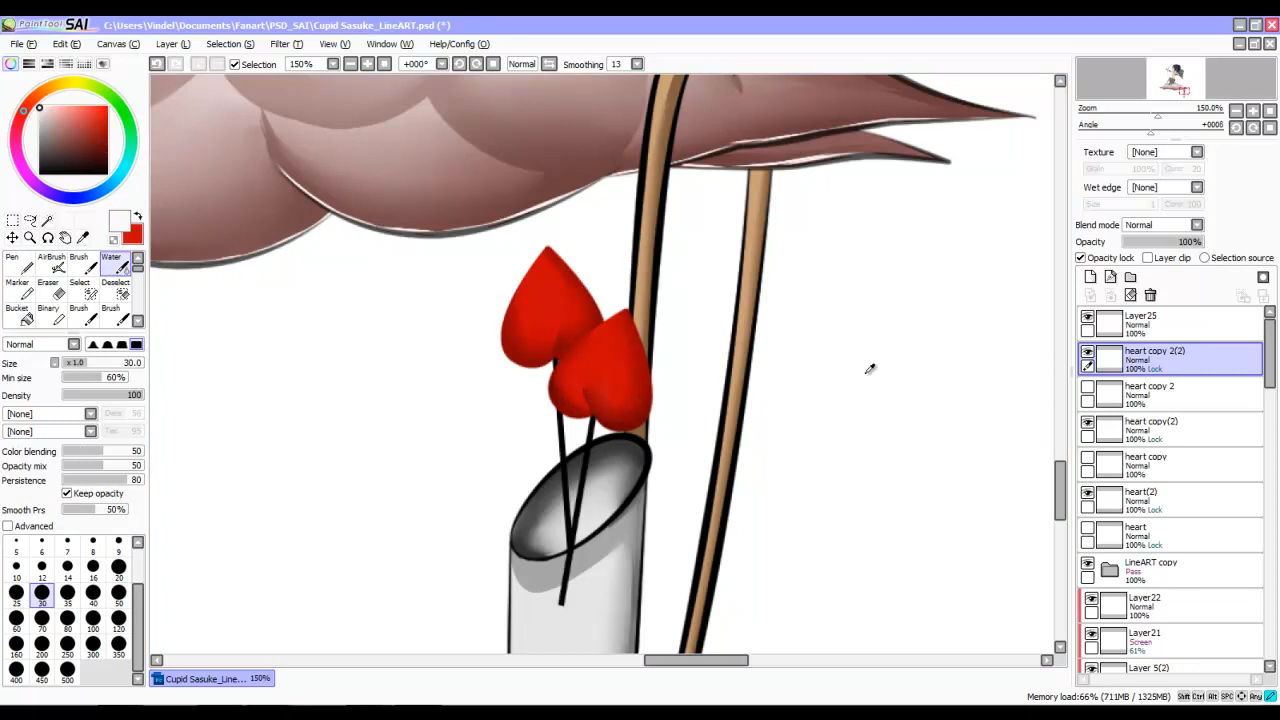 PaintTool SAI C:\Users\Vindel\Documents\Fanart\PSD_SAI\Cupid Sasuke_LineART.psd (*)
File (F) Edit (E) Canvas (C) Layer (L) Selection (S) Filter (T) View (V) Window (W) Help/Config (O)
Selection 150% +000° Normal Smoothing 13
Zoom 150.0%
Angle +000δ
Texture [None]
Wet edge [None]
Size 1
Blend mode Normal
Opacity 100%
Opacity lock Layer clip Selection source
Pen AirBrush Brush Water
Marker Eraser Select Deselect
Bucket Binary Brush Brush
Normal
Size x 1.0 30.0
Min size 60%
Density 100
[None]
[None]
Color blending 50
Opacity mix 50
Persistence 80
Keep opacity
Smooth Prs 50%
Advanced
5 6 7 8 9
10 12 14 16 20
25 30 35 40 50
60 70 80 100 120
160 200 250 300 350
400 450 500
Layer25
Normal
100%
heart copy 2(2)
Normal
100% Lock
heart copy 2
Normal
100%
heart copy(2)
Normal
100% Lock
heart copy
Normal
100%
heart(2)
Normal
100% Lock
heart
Normal
100%
LineART copy
Pass
100%
Layer22
Normal
100%
Layer21
Screen
61%
Layer 5(2)
Cupid Sasuke_Line... 150%
Memory load:66% (711MB / 1325MB) Shift Ctrl Alt SPC Any